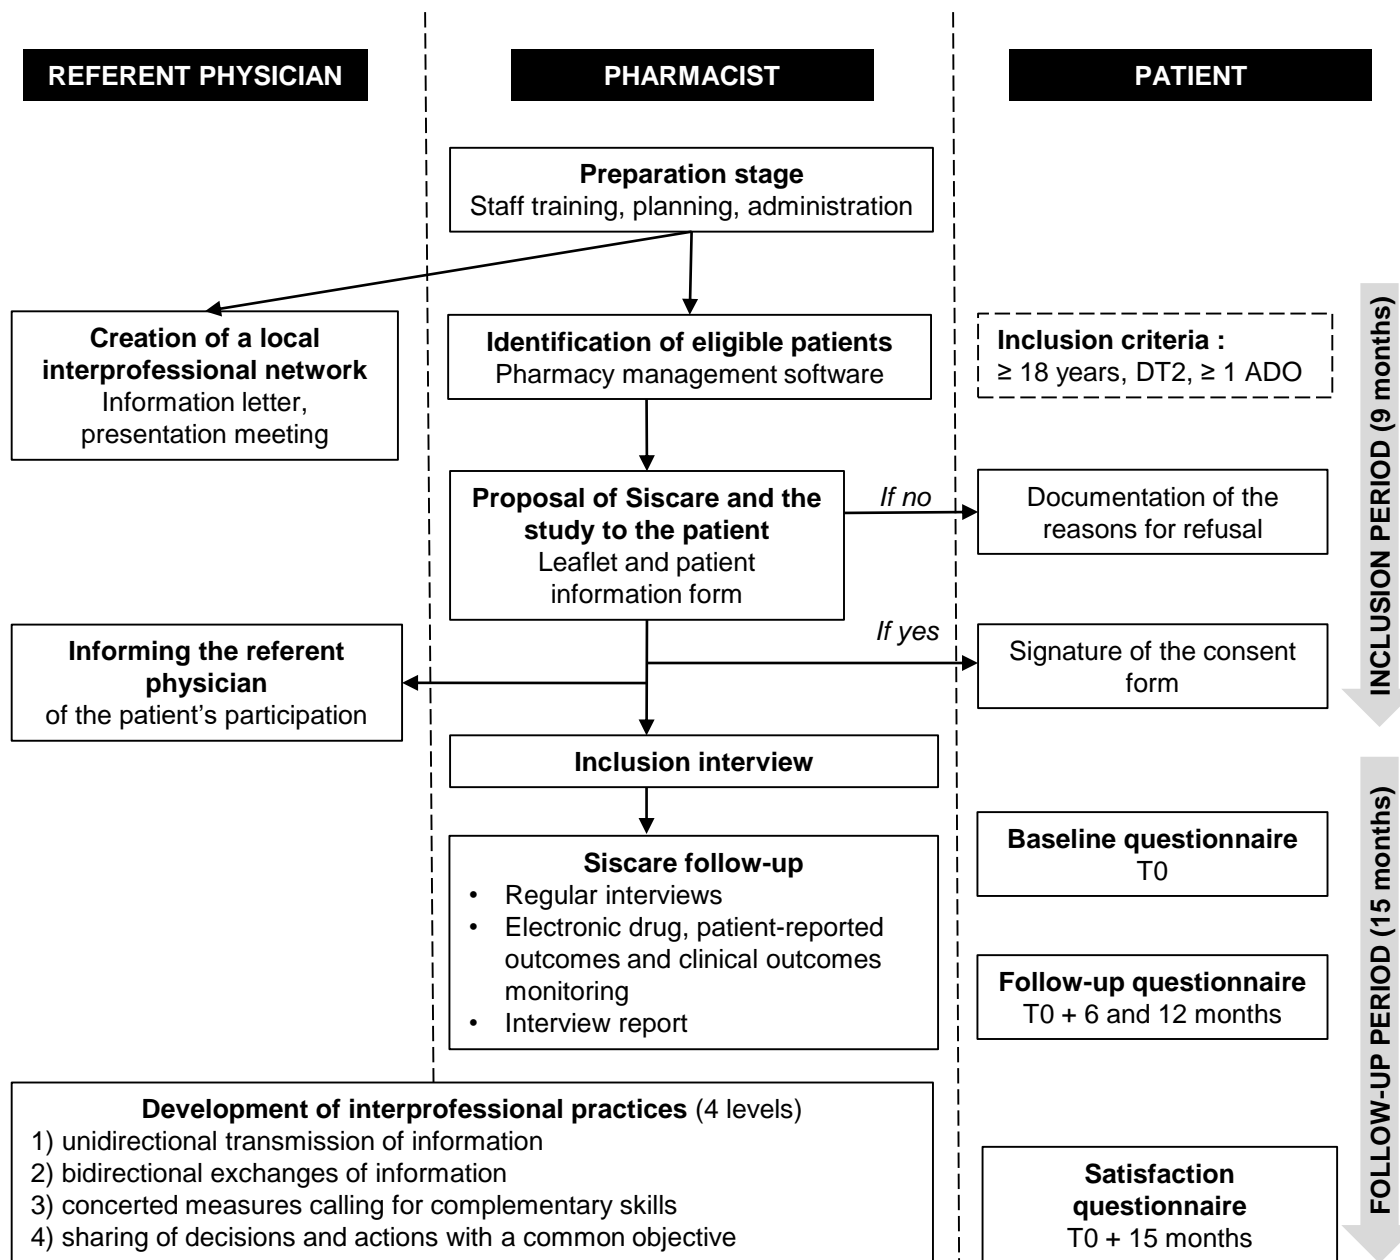 REFERENT PHYSICIAN
PHARMACIST
PATIENT
Preparation stage
Staff training, planning, administration
Creation of a local
interprofessional network
Information letter,
presentation meeting
Identification of eligible patients
Pharmacy management software
Inclusion criteria :
≥ 18 years, DT2, ≥ 1 ADO
Proposal of Siscare and the
study to the patient
Leaflet and patient
information form
If no
Documentation of the
reasons for refusal
If yes
Signature of the consent
form
Informing the referent
physician
of the patient’s participation
Inclusion interview
Siscare follow-up
• Regular interviews
• Electronic drug, patient-reported
outcomes and clinical outcomes
monitoring
• Interview report
Baseline questionnaire
T0
Follow-up questionnaire
T0 + 6 and 12 months
Development of interprofessional practices (4 levels)
1) unidirectional transmission of information
2) bidirectional exchanges of information
3) concerted measures calling for complementary skills
4) sharing of decisions and actions with a common objective
Satisfaction
questionnaire
T0 + 15 months
INCLUSION PERIOD (9 months)
FOLLOW-UP PERIOD (15 months)